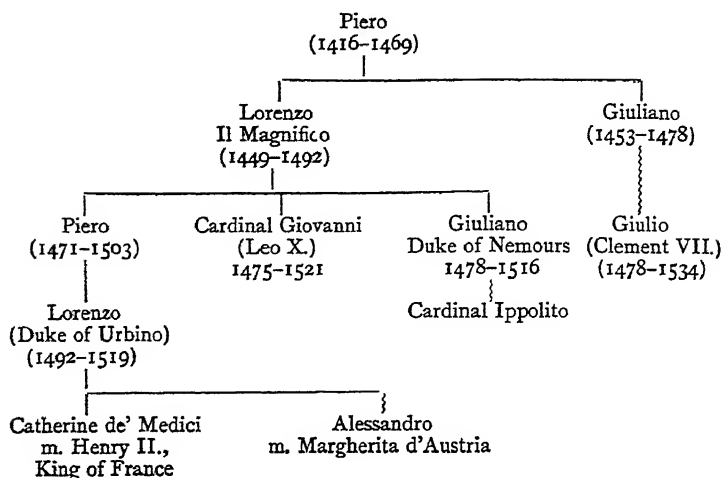 Piero
(1416–1469)
Lorenzo
Il Magnifico
(1449–1492)
Giuliano
(1453–1478)
Piero
(1471–1503)
Cardinal Giovanni
(Leo X.)
1475–1521
Giuliano
Duke of Nemours
1478–1516
Giulio
(Clement VII.)
(1478–1534)
Cardinal Ippolito
Lorenzo
(Duke of Urbino)
(1492–1519)
Catherine de' Medici
m. Henry II.,
King of France
Alessandro
m. Margherita d'Austria